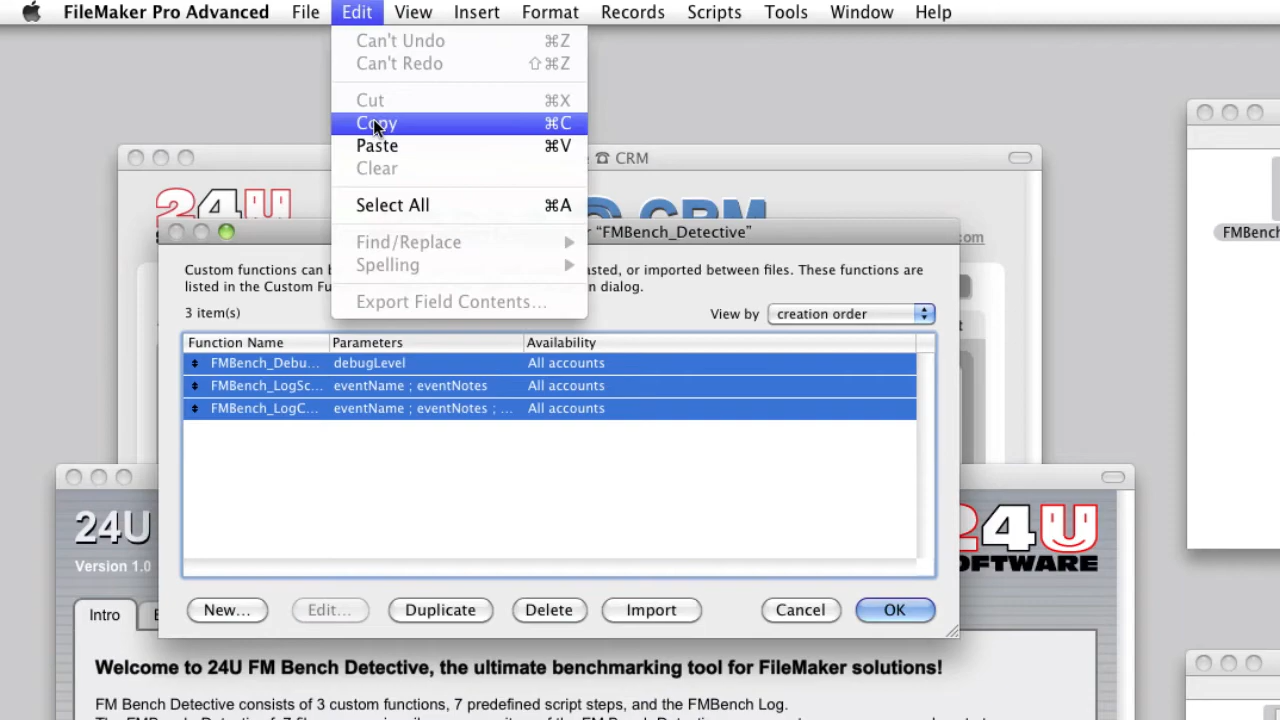 FileMaker Pro Advanced File Edit View Insert Format Records Scripts Tools Window Help
Can't Undo ⌘Z
Can't Redo ⇧⌘Z
Cut ⌘X
Copy ⌘C
Paste ⌘V
Clear
Select All ⌘A
Find/Replace
Spelling
Export Field Contents...
☎ CRM
24U CRM
.com
"FMBench_Detective"
Custom functions can b
asted, or imported between files. These functions are
listed in the Custom Fu
n dialog.
3 item(s)
View by creation order
Function Name Parameters Availability
FMBench_Debu... debugLevel All accounts
FMBench_LogSc... eventName ; eventNotes All accounts
FMBench_LogC... eventName ; eventNotes ; ... All accounts
New... Edit... Duplicate Delete Import Cancel OK
FMBench
24U
Version 1.0
24U
OFTWARE
Intro
Welcome to 24U FM Bench Detective, the ultimate benchmarking tool for FileMaker solutions!
FM Bench Detective consists of 3 custom functions, 7 predefined script steps, and the FMBench Log.